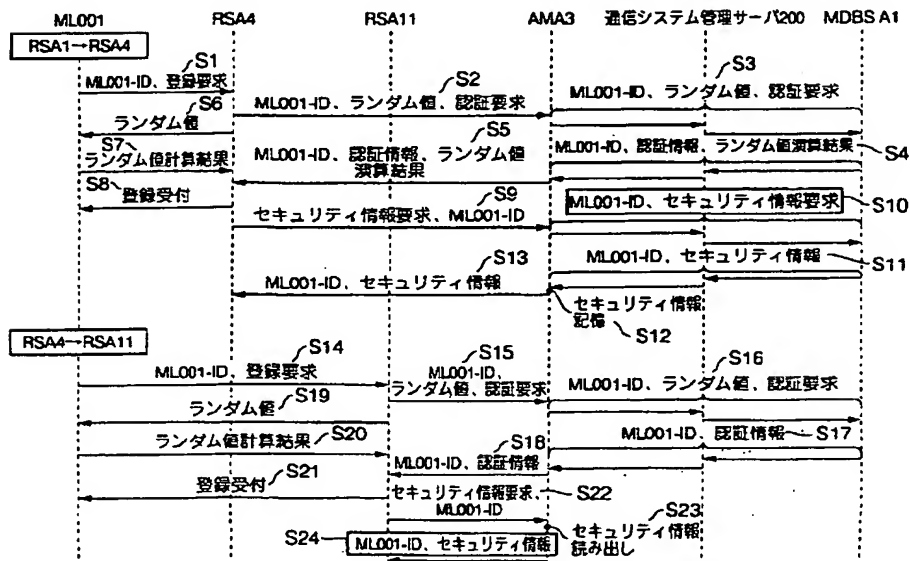 ML001 RSA4 RSA11 AMA3 通信システム管理サーバ200 MDBS A1
RSA1→RSA4
S1
ML001-ID、登録要求
S2
ML001-ID、ランダム値、認証要求
S3
ML001-ID、ランダム値、認証要求
S6
ランダム値
S5
ML001-ID、認証情報、ランダム値
演算結果
ML001-ID、認証情報、ランダム値演算結果
S4
S7
ランダム値計算結果
S8
登録受付
S9
セキュリティ情報要求、ML001-ID
ML001-ID、セキュリティ情報要求
S10
ML001-ID、セキュリティ情報
S11
S13
ML001-ID、セキュリティ情報
セキュリティ情報
記憶
S12
RSA4→RSA11
S14
ML001-ID、登録要求
S15
ML001-ID、
ランダム値、認証要求
S16
ML001-ID、ランダム値、認証要求
S19
ランダム値
ML001-ID、認証情報
S17
S20
ランダム値計算結果
S18
ML001-ID、認証情報
S21
登録受付
セキュリティ情報要求、
ML001-ID
S22
S23
セキュリティ情報
読み出し
S24
ML001-ID、セキュリティ情報